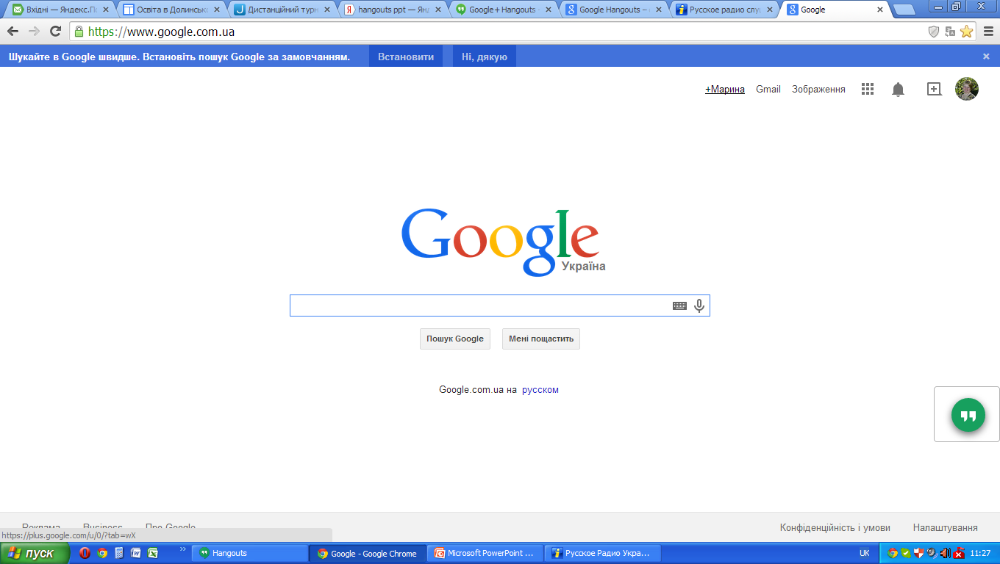 Вхідні — Яндекс.По
Освіта в Долинськ
Дистанційний турн
hangouts ppt — Янд
Google+ Hangouts -
Google Hangouts –
Русское радио слу
Google
https://www.google.com.ua
Шукайте в Google швидше. Встановіть пошук Google за замовчанням. Встановити Ні, дякую
+Марина Gmail Зображення
Google
Україна
Пошук Google Мені пощастить
Google.com.ua на русском
Реклама Business Про Google Конфіденційність і умови Налаштування
https://plus.google.com/u/0/?tab=wX
пуск Hangouts Google - Google Chrome Microsoft PowerPoint ... Русское Радио Укра... UK 11:27